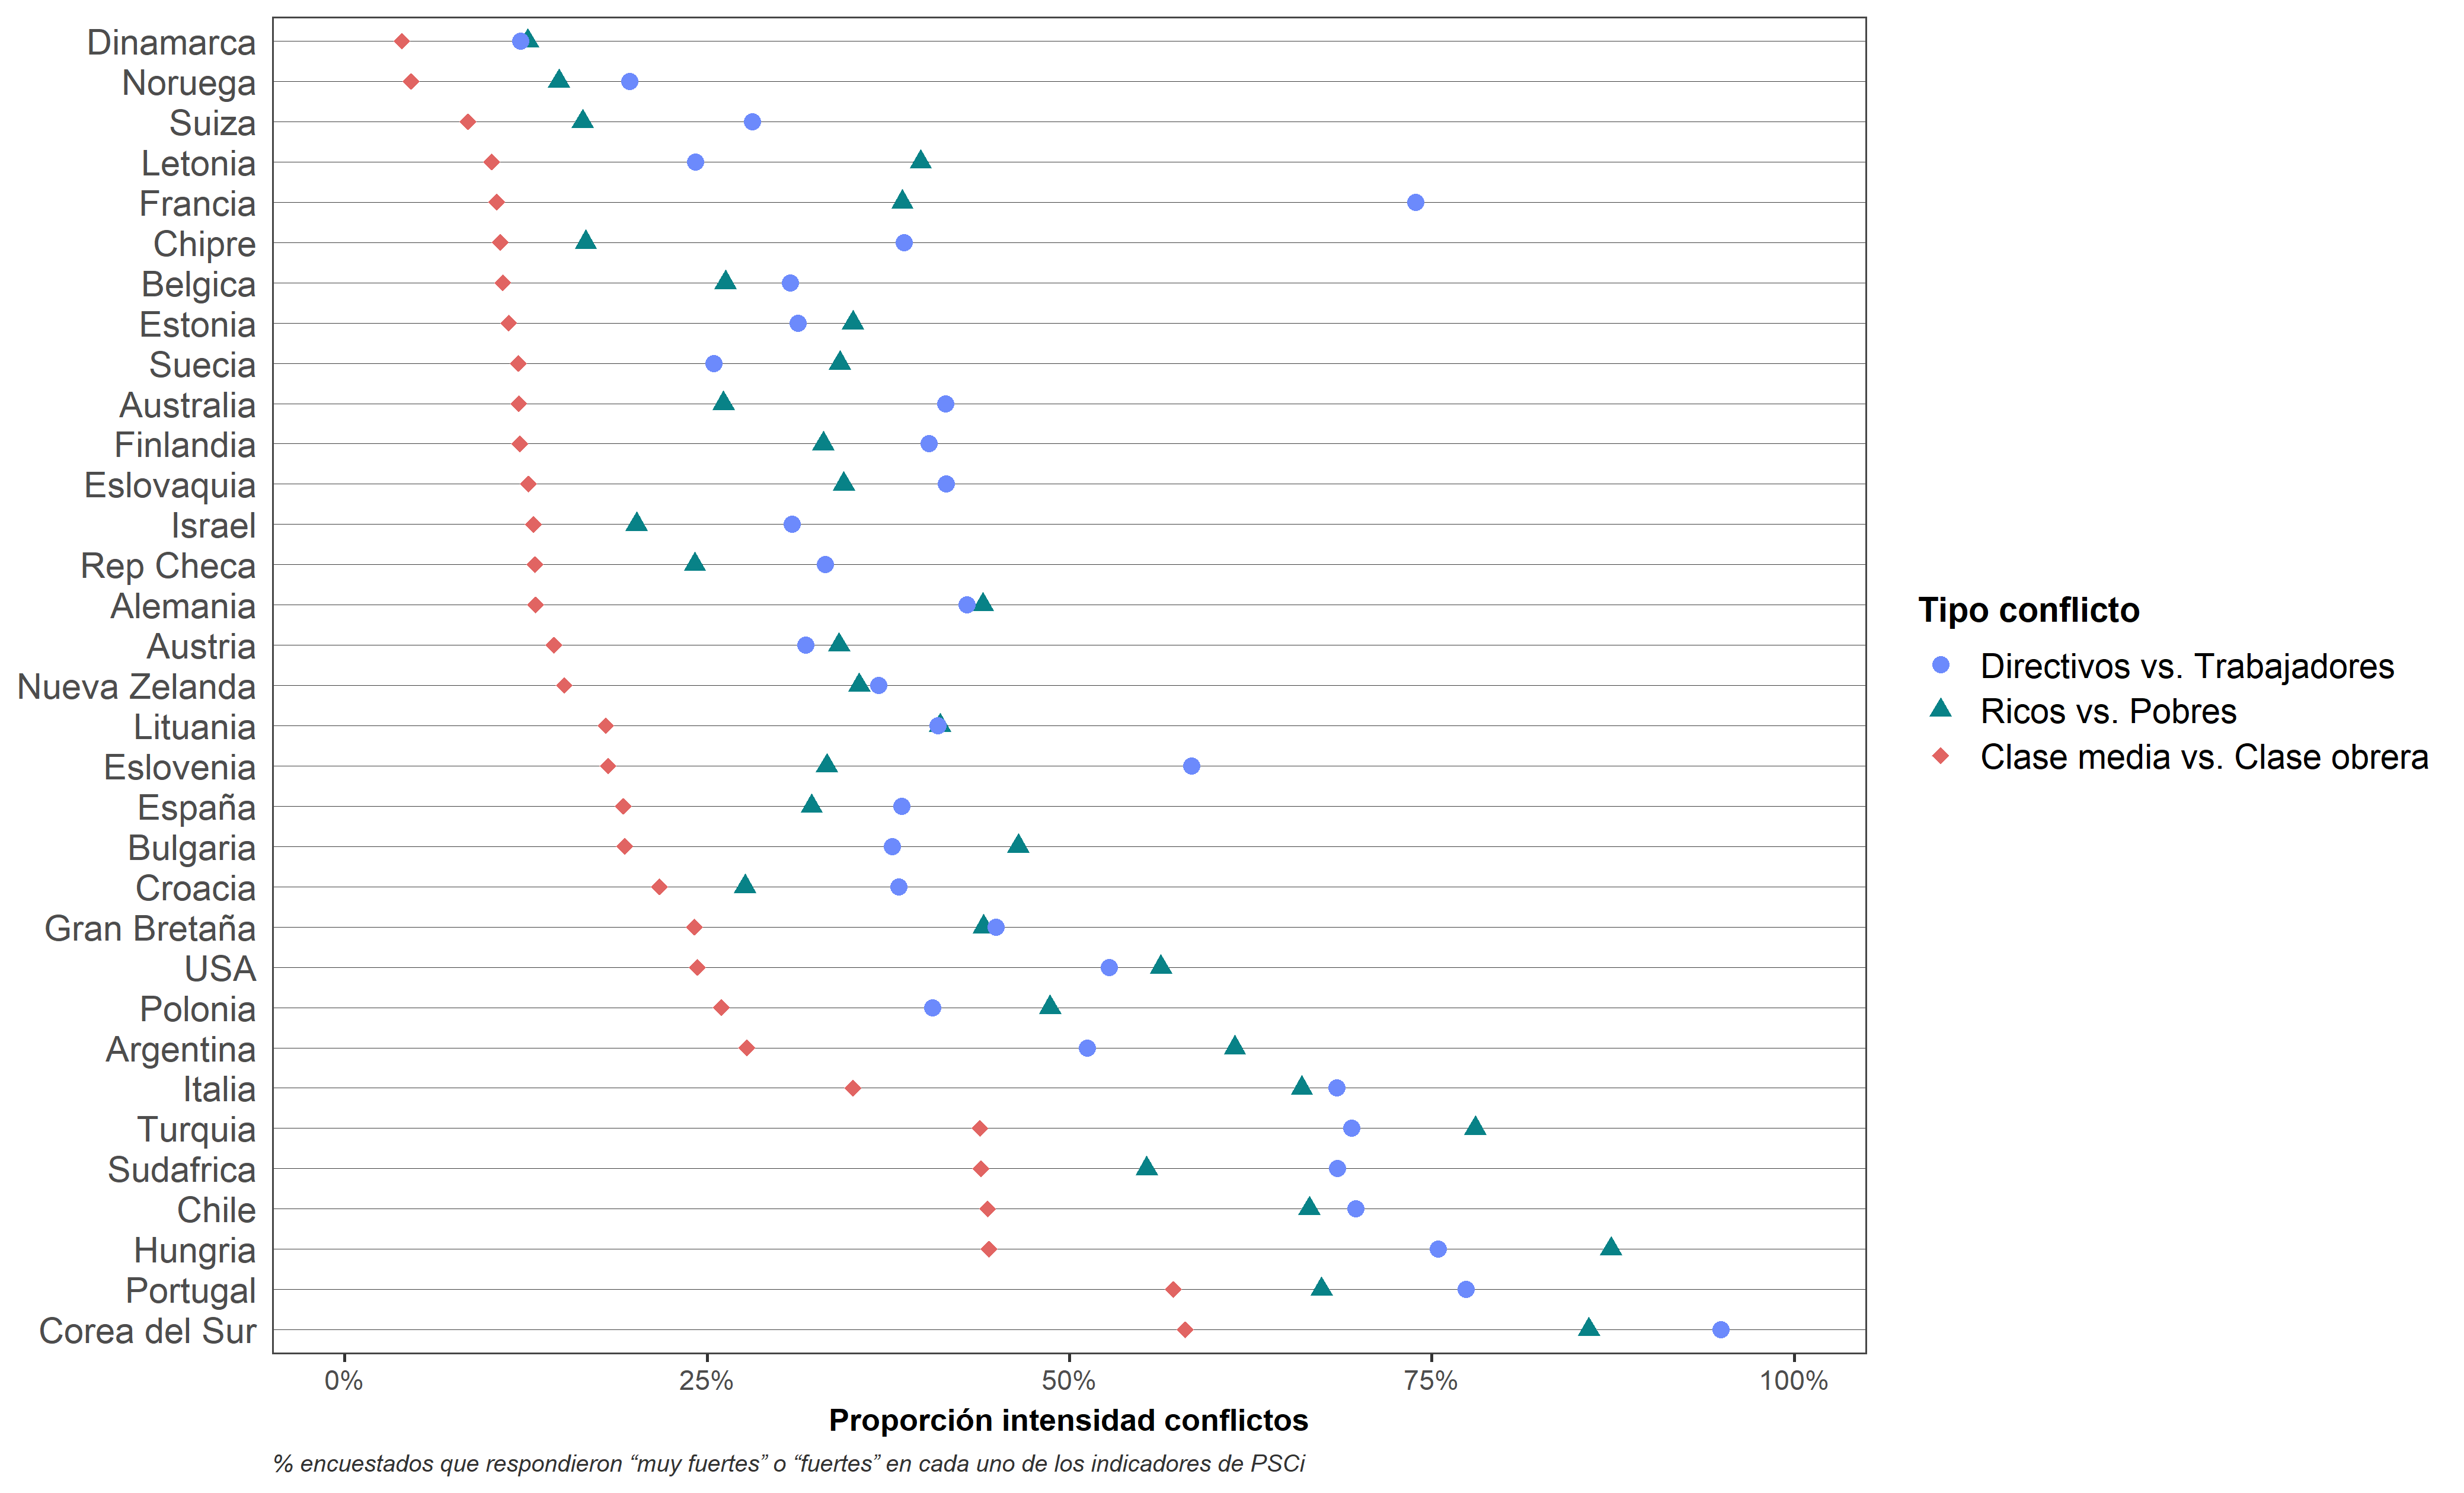 Dinamarca
Noruega
Suiza
Letonia
Francia
Chipre
Belgica
Estonia
Suecia
Australia
Finlandia
Eslovaquia
Israel
Rep Checa
Alemania
Austria
Nueva Zelanda
Lituania
Eslovenia
España
Bulgaria
Croacia
Gran Bretaña
USA
Polonia
Argentina
Italia
Turquia
Sudafrica
Chile
Hungria
Portugal
Corea del Sur
0% 25% 50% 75% 100%
Proporción intensidad conflictos
% encuestados que respondieron “muy fuertes” o “fuertes” en cada uno de los indicadores de PSCi
Tipo conflicto
Directivos vs. Trabajadores
Ricos vs. Pobres
Clase media vs. Clase obrera